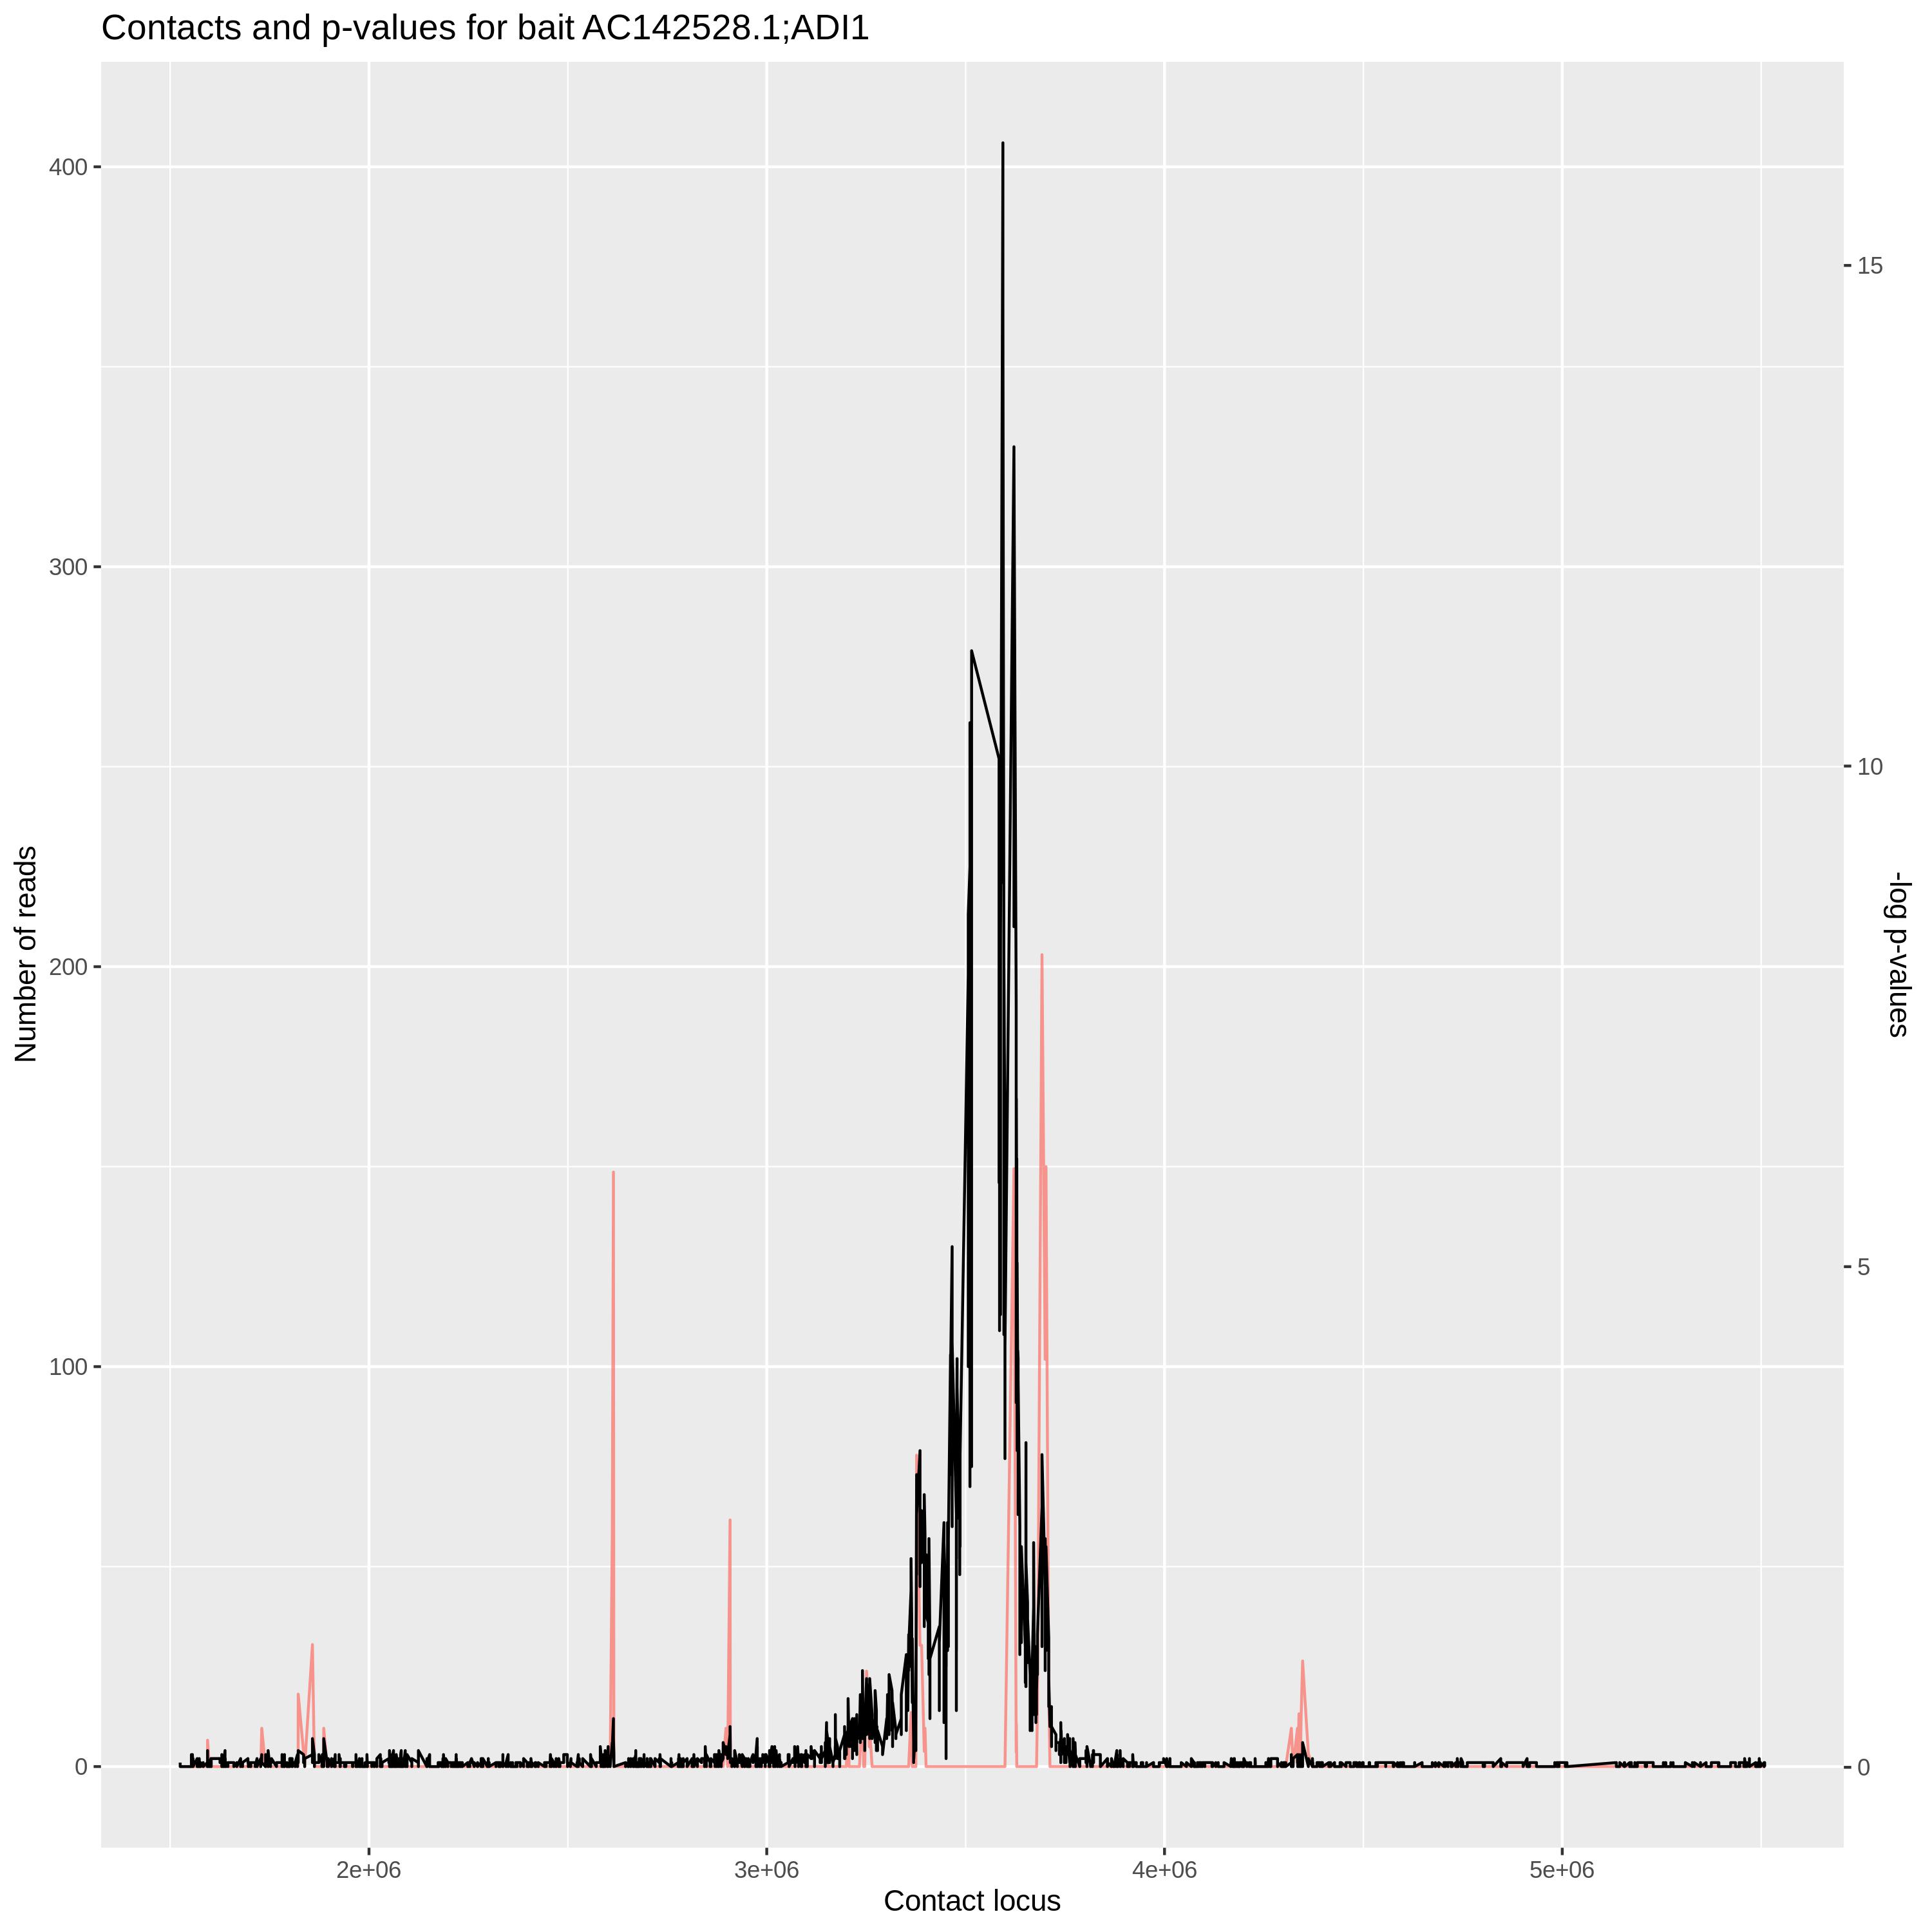 Contacts and p-values for bait AC142528.1;ADI1
400
300
200
100
0
Number of reads
15
10
5
0
-log p-values
2e+06
3e+06
4e+06
5e+06
Contact locus